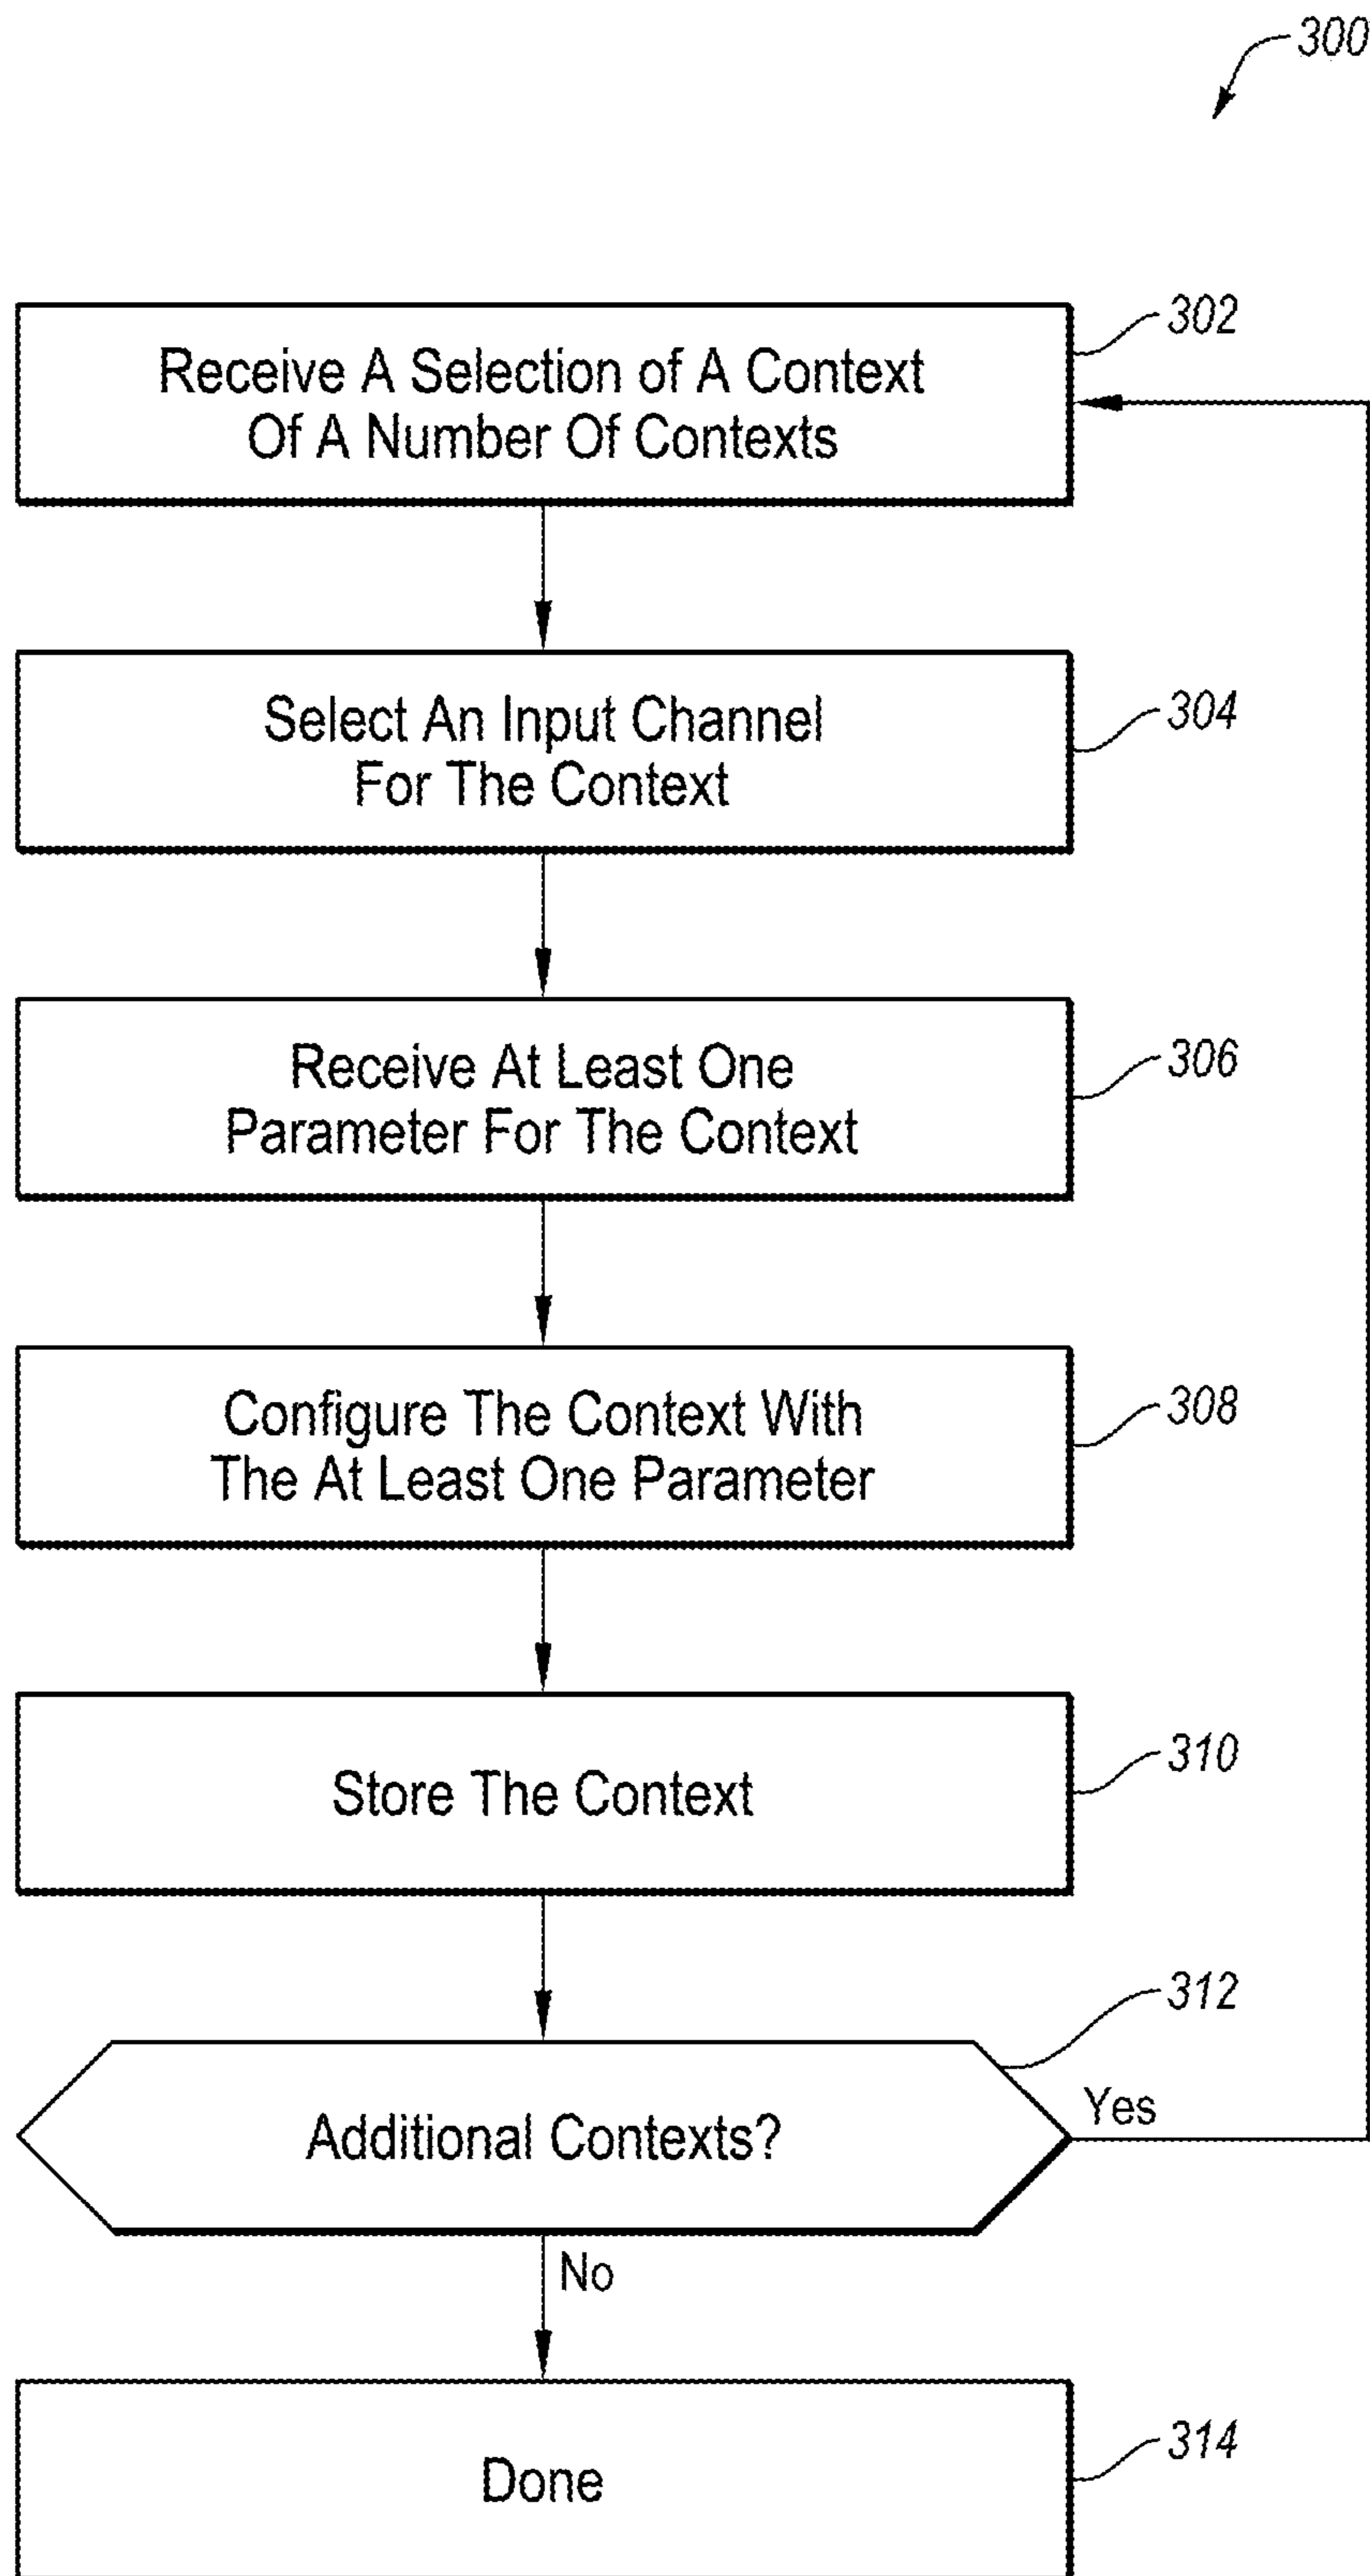 300
302
Receive A Selection of A Context
Of A Number Of Contexts
304
Select An Input Channel
For The Context
306
Receive At Least One
Parameter For The Context
308
Configure The Context With
The At Least One Parameter
310
Store The Context
312
Additional Contexts?
Yes
No
314
Done